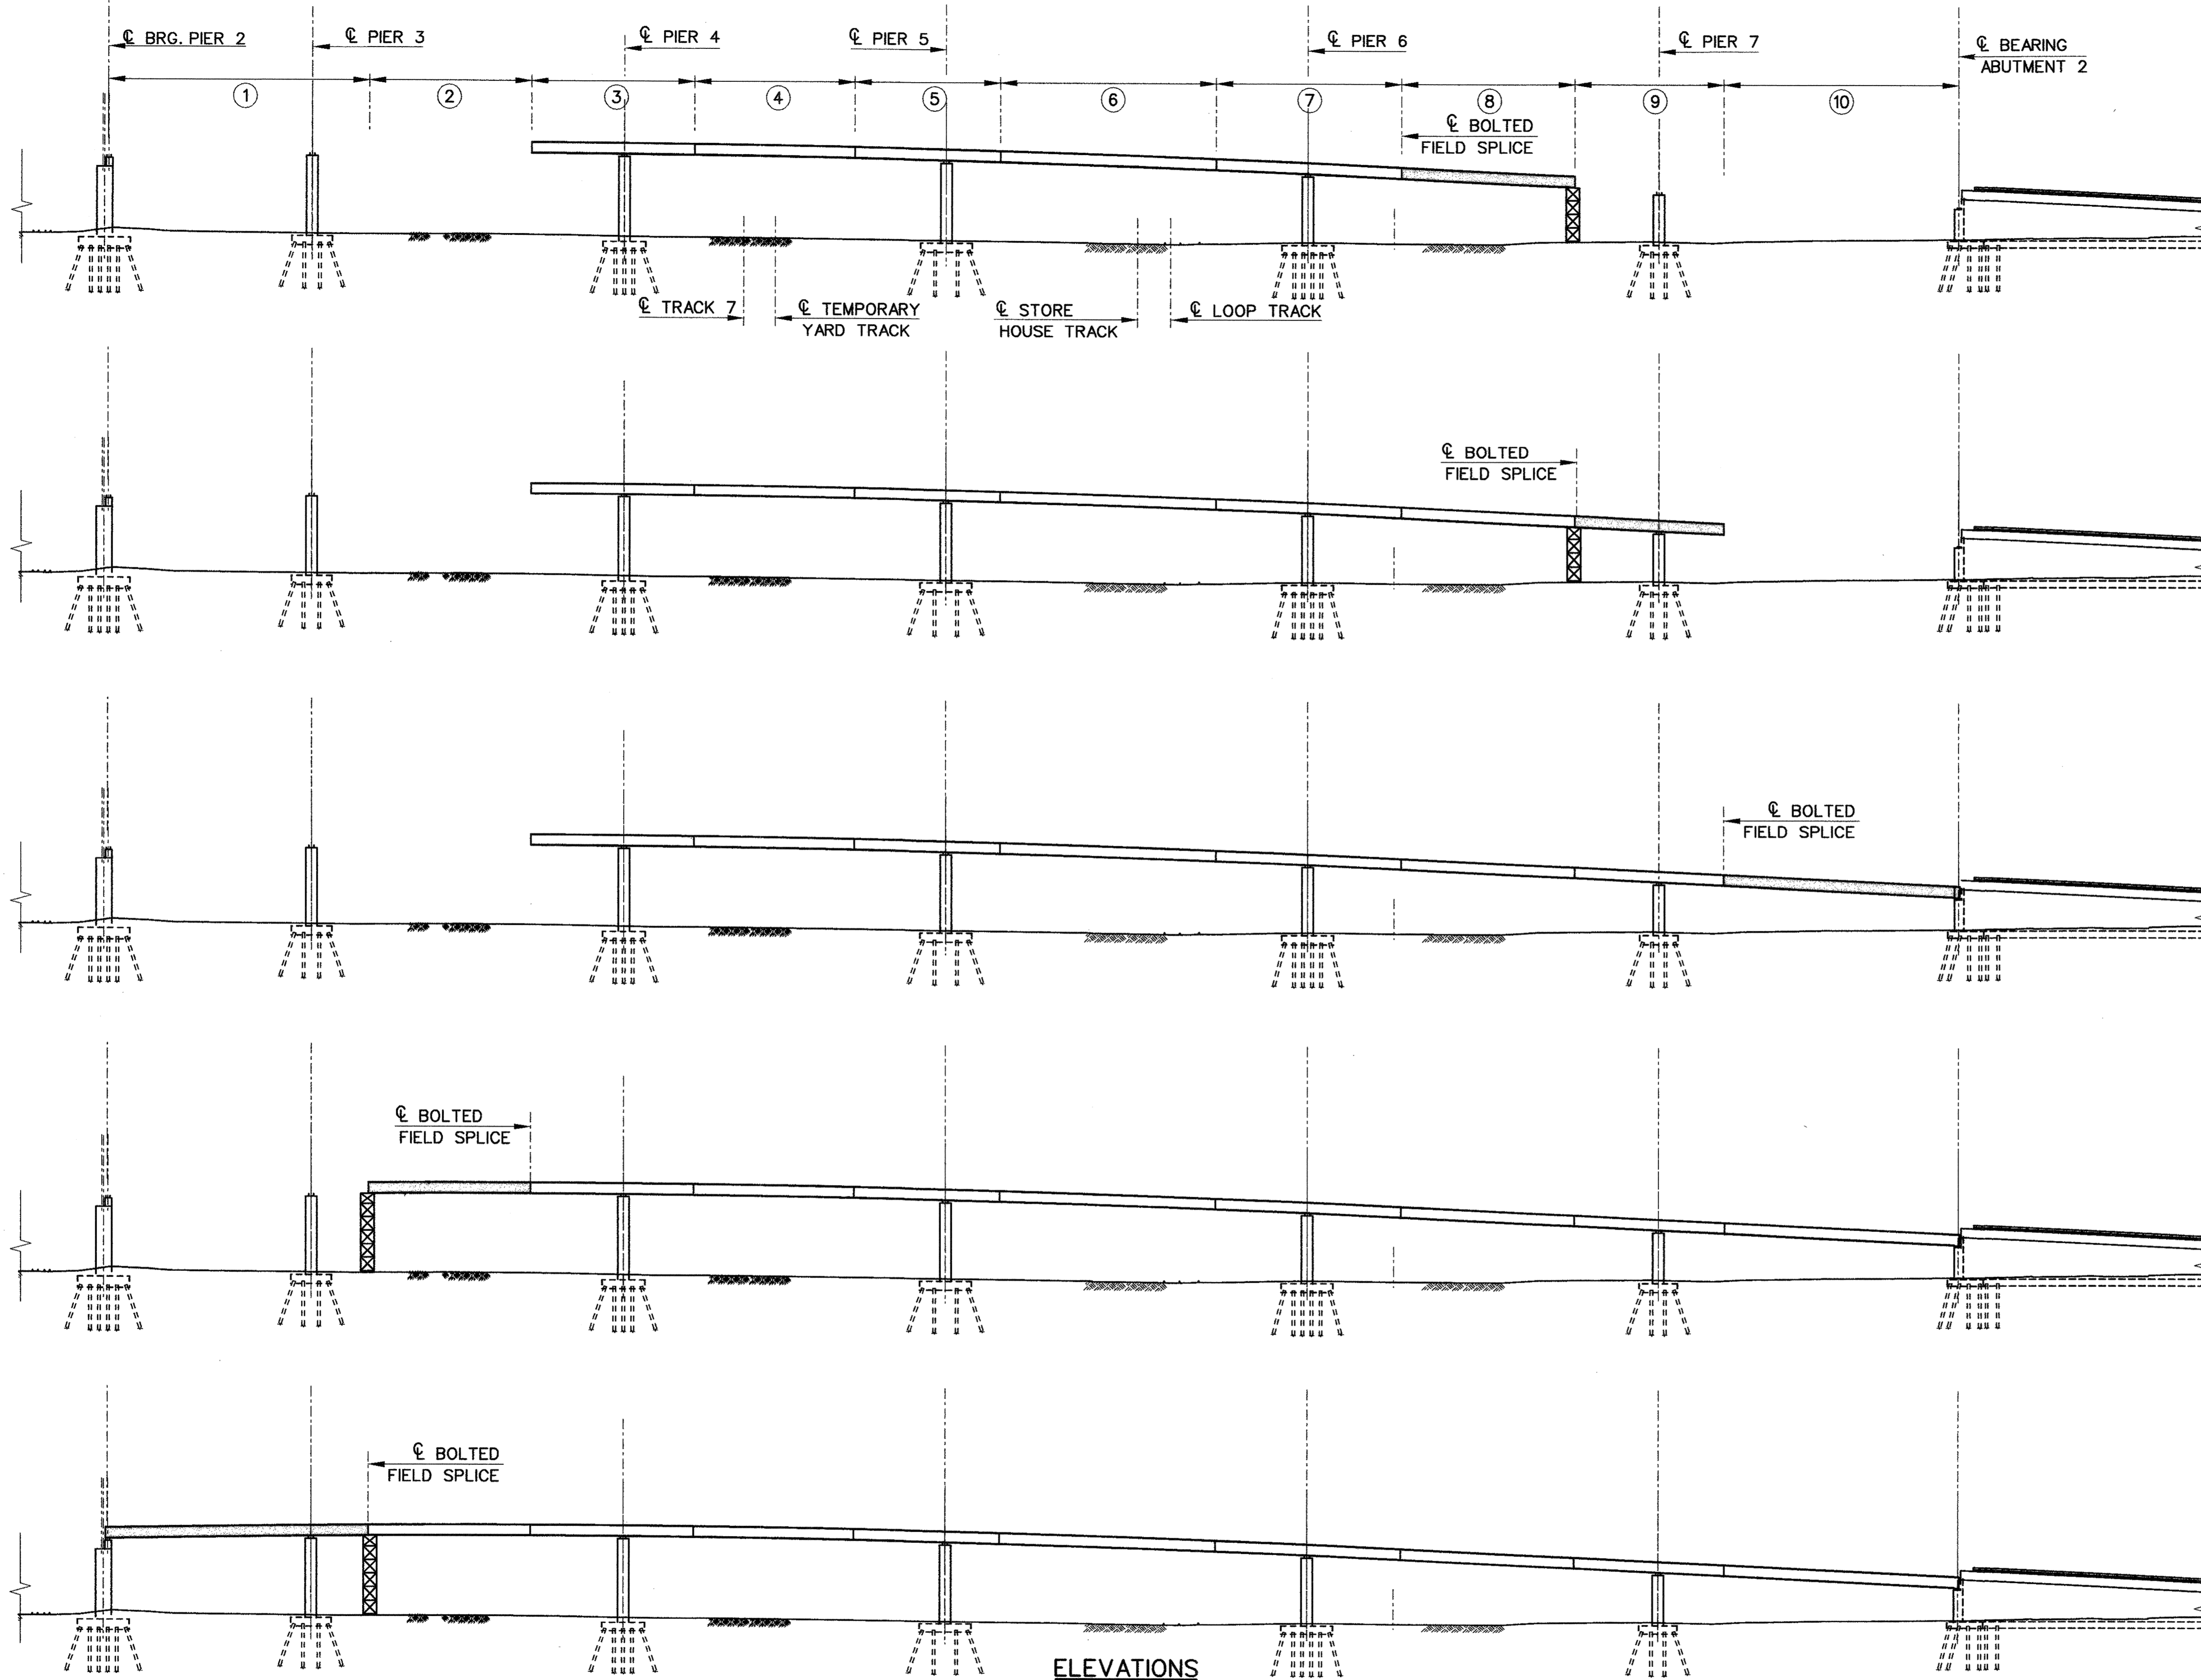 ℄ BRG. PIER 2
℄ PIER 3
℄ PIER 4
℄ PIER 5
℄ PIER 6
℄ PIER 7
℄ BEARING
ABUTMENT 2
1
2
3
4
5
6
7
8
9
10
℄ BOLTED
FIELD SPLICE
℄ TRACK 7
℄ TEMPORARY
YARD TRACK
℄ STORE
HOUSE TRACK
℄ LOOP TRACK
℄ BOLTED
FIELD SPLICE
℄ BOLTED
FIELD SPLICE
℄ BOLTED
FIELD SPLICE
℄ BOLTED
FIELD SPLICE
ELEVATIONS